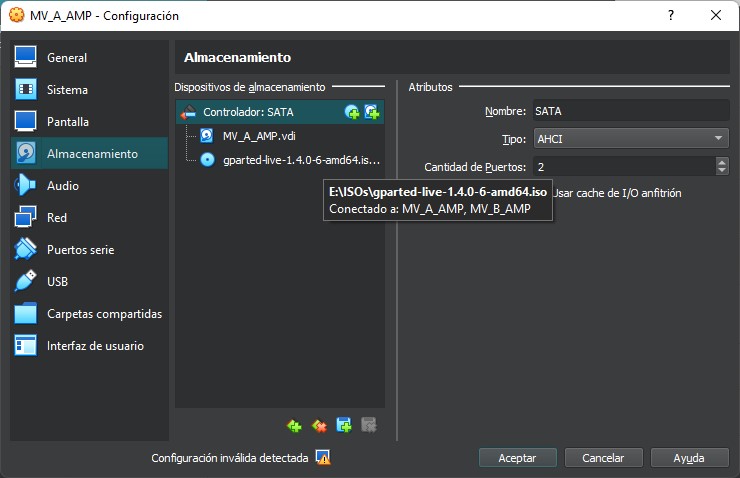 MV_A_AMP - Configuración
?
General
Sistema
Pantalla
Almacenamiento
Audio
Red
Puertos serie
USB
Carpetas compartidas
Interfaz de usuario
Almacenamiento
Dispositivos de almacenamiento
Controlador: SATA
MV_A_AMP.vdi
gparted-live-1.4.0-6-amd64.is...
Atributos
Nombre: SATA
Tipo: AHCI
Cantidad de Puertos: 2
Usar cache de I/O anfitrión
E:\ISOs\gparted-live-1.4.0-6-amd64.iso
Conectado a: MV_A_AMP, MV_B_AMP
Configuración inválida detectada
Aceptar
Cancelar
Ayuda